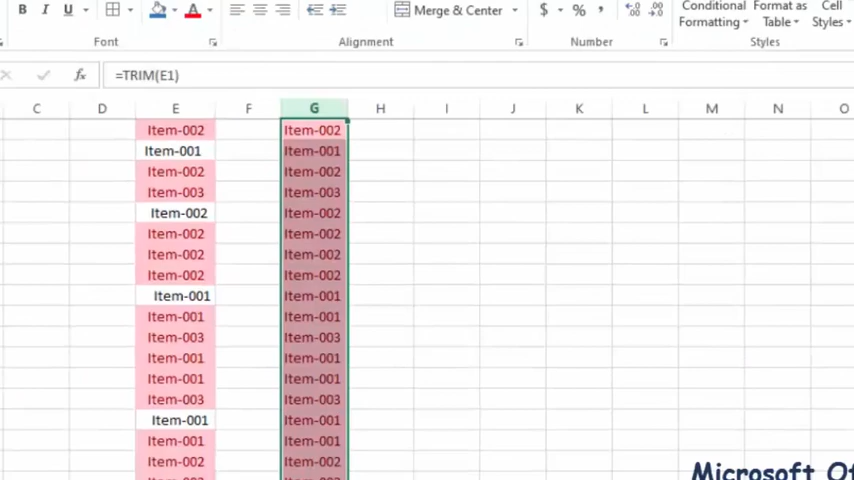 B I U A Merge & Center $ % , Conditional Format as Cell
Formatting Table Styles
Font Alignment Number Styles
fx =TRIM(E1)
C D E F G H I J K L M N O
Item-002 Item-002
Item-001 Item-001
Item-002 Item-002
Item-003 Item-003
Item-002 Item-002
Item-002 Item-002
Item-002 Item-002
Item-002 Item-002
Item-001 Item-001
Item-001 Item-001
Item-003 Item-003
Item-001 Item-001
Item-001 Item-001
Item-003 Item-003
Item-001 Item-001
Item-001 Item-001
Item-002 Item-002
Microsoft Of